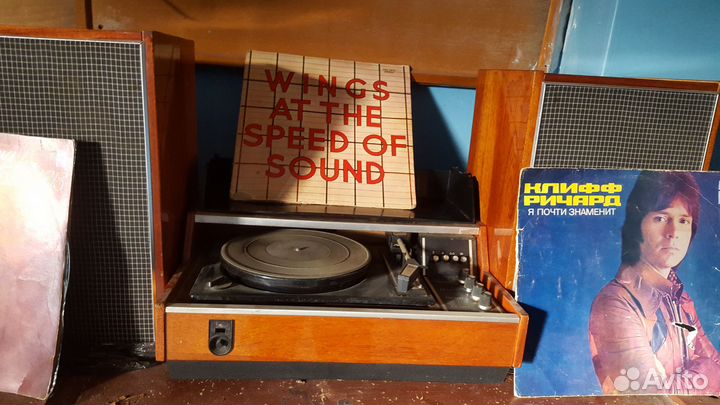 WINGS
AT THE
SPEED OF
SOUND
КЛИФФ
РИЧАРД
Я ПОЧТИ ЗНАМЕНИТ
Avito